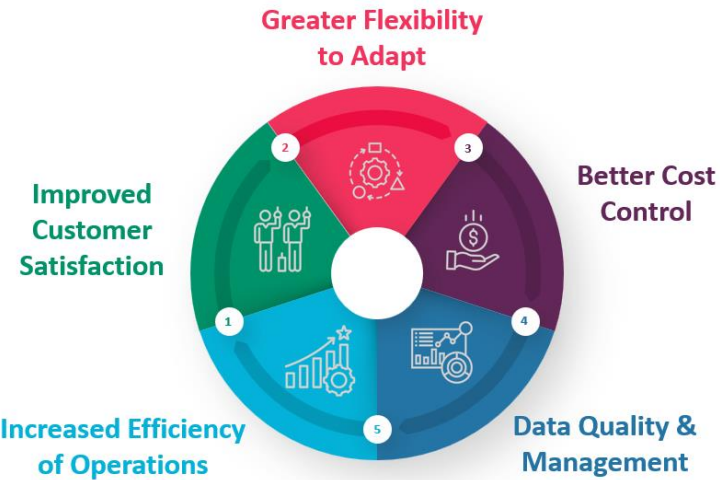 Greater Flexibility
to Adapt
2
3
Better Cost
Control
Improved
Customer
Satisfaction
$
1
4
5
Increased Efficiency
of Operations
Data Quality &
Management